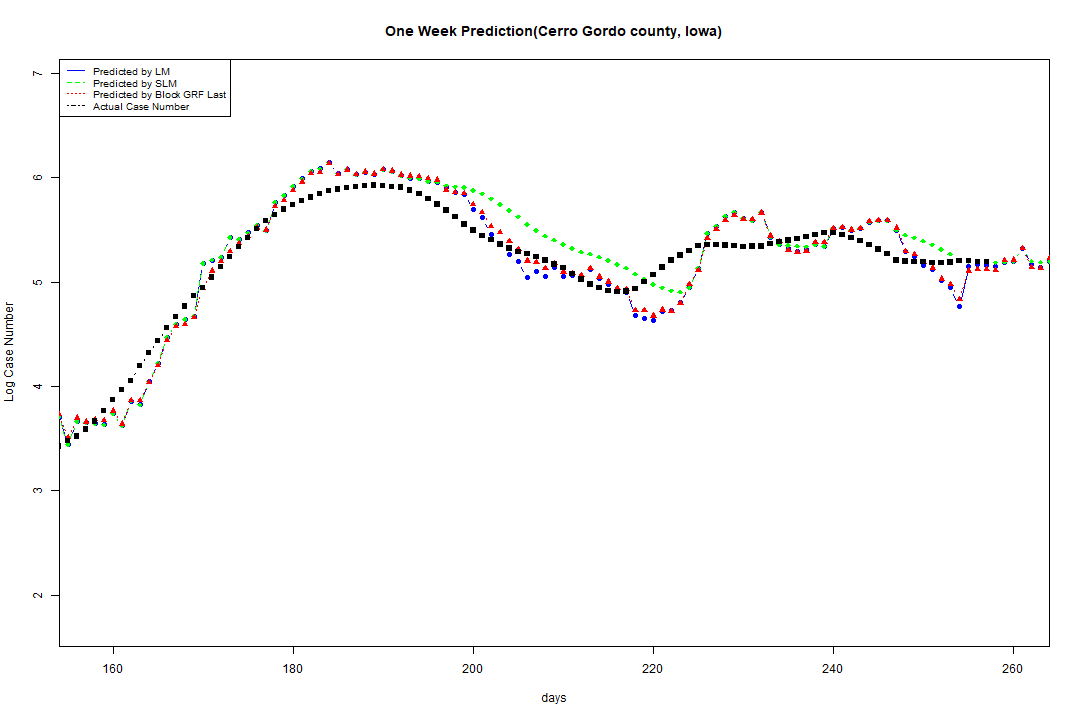 One Week Prediction(Cerro Gordo county, Iowa)
Predicted by LM
Predicted by SLM
Predicted by Block GRF Last
Actual Case Number
7
6
5
4
3
2
Log Case Number
160 180 200 220 240 260
days